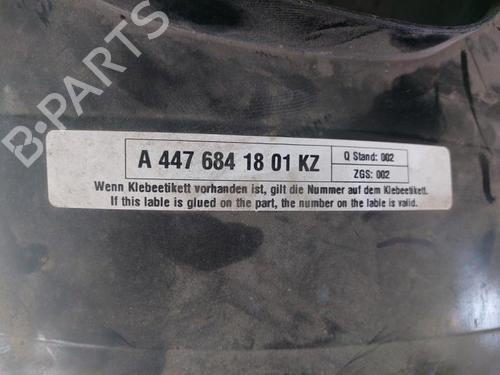 B-PARTS
A 447 684 18 01 KZ
Q Stand: 002
ZGS: 002
Wenn Klebeetikett vorhanden ist, gilt die Nummer auf dem Klebeetikett.
If this lable is glued on the part, the number on the lable is valid.